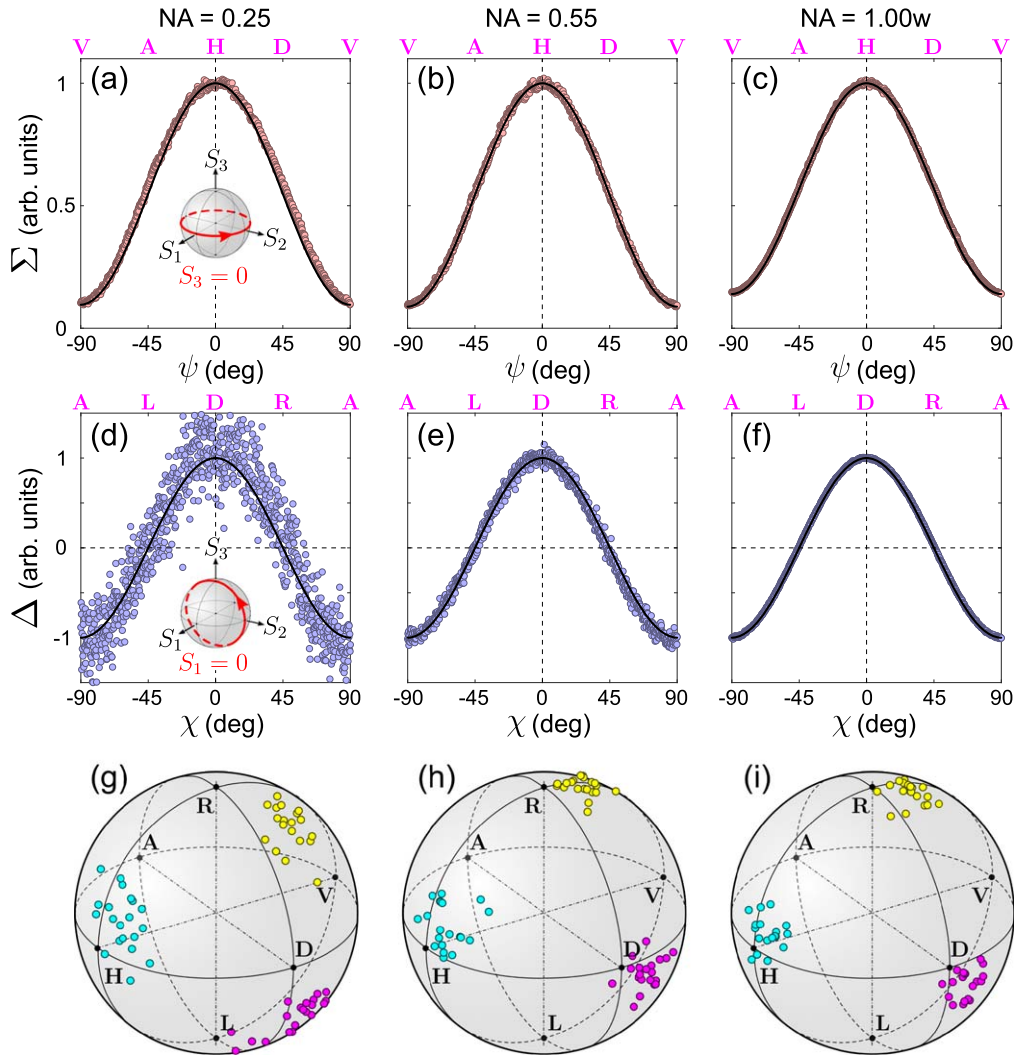 NA = 0.25 NA = 0.55 NA = 1.00w
V A H D V V A H D V V A H D V
(a) (b) (c)
1
0.5
0
Σ (arb. units)
S₃
S₁ S₂
S₃ = 0
-90 -45 0 45 90 -90 -45 0 45 90 -90 -45 0 45 90
ψ (deg) ψ (deg) ψ (deg)
A L D R A A L D R A A L D R A
(d) (e) (f)
1
0
-1
Δ (arb. units)
S₃
S₁ S₂
S₁ = 0
-90 -45 0 45 90 -90 -45 0 45 90 -90 -45 0 45 90
χ (deg) χ (deg) χ (deg)
(g) (h) (i)
R R R
A A A
V V V
H D H D H D
L L L